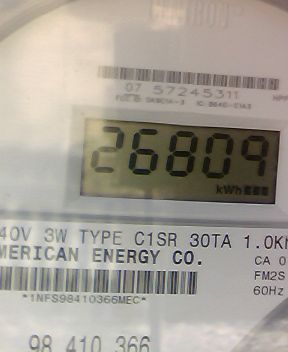 07 57245311
26809
kWh
40V 3W TYPE C1SR 30TA 1.0Kh
MERICAN ENERGY CO.
CA 0
FM2S
60Hz
*1NFS98410366MEC*
98 410 366